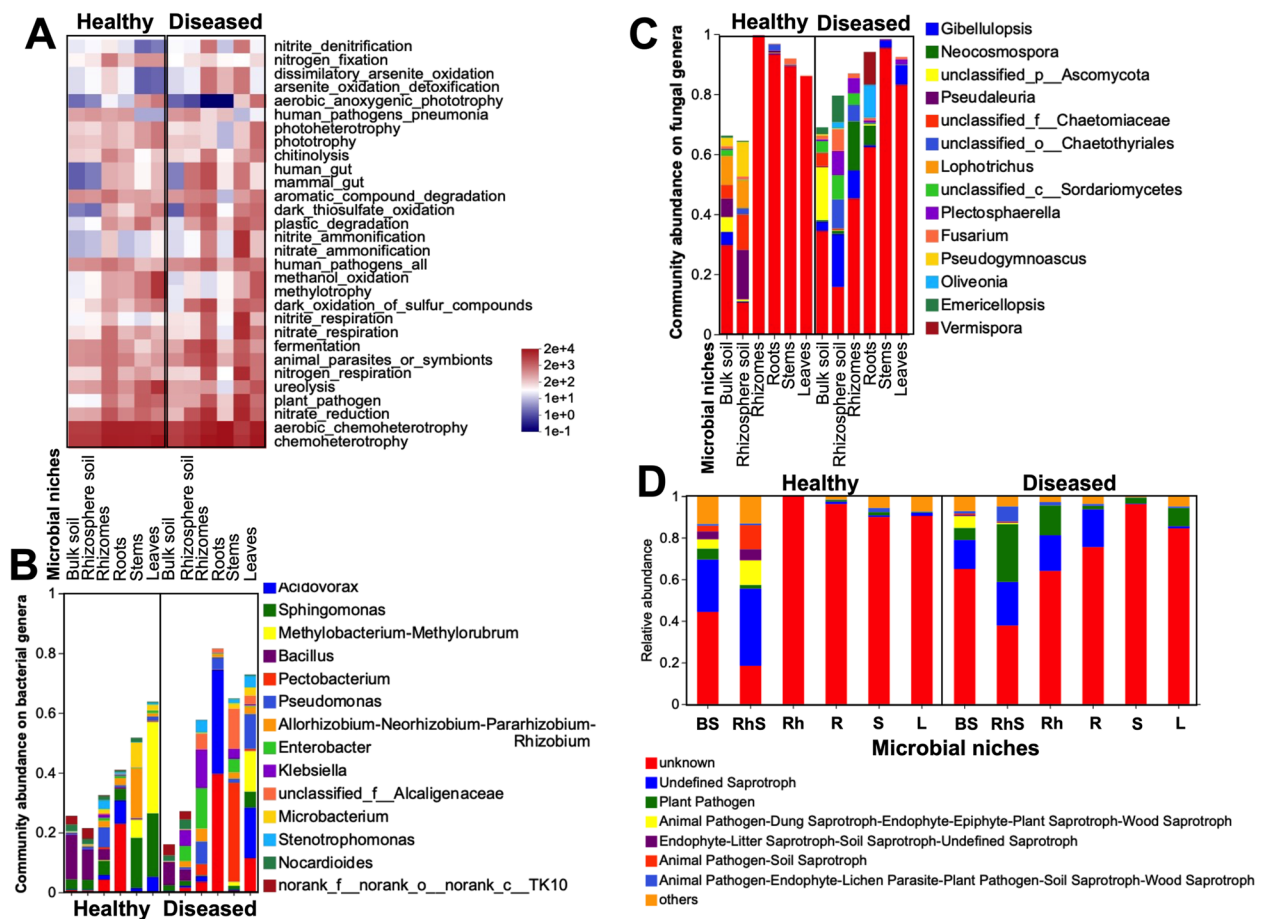 A
Healthy Diseased
nitrite_denitrification
nitrogen_fixation
dissimilatory_arsenite_oxidation
arsenite_oxidation_detoxification
aerobic_anoxygenic_phototrophy
human_pathogens_pneumonia
photoheterotrophy
phototrophy
chitinolysis
human_gut
mammal_gut
aromatic_compound_degradation
dark_thiosulfate_oxidation
plastic_degradation
nitrite_ammonification
nitrate_ammonification
human_pathogens_all
methanol_oxidation
methylotrophy
dark_oxidation_of_sulfur_compounds
nitrite_respiration
nitrate_respiration
fermentation
animal_parasites_or_symbionts
nitrogen_respiration
ureolysis
plant_pathogen
nitrate_reduction
aerobic_chemoheterotrophy
chemoheterotrophy
2e+4
2e+3
2e+2
1e+1
1e+0
1e-1
Microbial niches
Bulk soil
Rhizosphere soil
Rhizomes
Roots
Stems
Leaves
Bulk soil
Rhizosphere soil
Rhizomes
Roots
Stems
Leaves
B
Community abundance on bacterial genera
1
0.8
0.6
0.4
0.2
0
Healthy Diseased
Acidovorax
Sphingomonas
Methylobacterium-Methylorubrum
Bacillus
Pectobacterium
Pseudomonas
Allorhizobium-Neorhizobium-Pararhizobium-
Rhizobium
Enterobacter
Klebsiella
unclassified_f__Alcaligenaceae
Microbacterium
Stenotrophomonas
Nocardioides
norank_f__norank_o__norank_c__TK10
C
Healthy Diseased
Community abundance on fungal genera
1
0.8
0.6
0.4
0.2
0
Microbial niches
Bulk soil
Rhizosphere soil
Rhizomes
Roots
Stems
Leaves
Bulk soil
Rhizosphere soil
Rhizomes
Roots
Stems
Leaves
Gibellulopsis
Neocosmospora
unclassified_p__Ascomycota
Pseudaleuria
unclassified_f__Chaetomiaceae
unclassified_o__Chaetothyriales
Lophotrichus
unclassified_c__Sordariomycetes
Plectosphaerella
Fusarium
Pseudogymnoascus
Oliveonia
Emericellopsis
Vermispora
D
Healthy Diseased
Relative abundance
1
0.8
0.6
0.4
0.2
0
BS RhS Rh R S L BS RhS Rh R S L
Microbial niches
unknown
Undefined Saprotroph
Plant Pathogen
Animal Pathogen-Dung Saprotroph-Endophyte-Epiphyte-Plant Saprotroph-Wood Saprotroph
Endophyte-Litter Saprotroph-Soil Saprotroph-Undefined Saprotroph
Animal Pathogen-Soil Saprotroph
Animal Pathogen-Endophyte-Lichen Parasite-Plant Pathogen-Soil Saprotroph-Wood Saprotroph
others